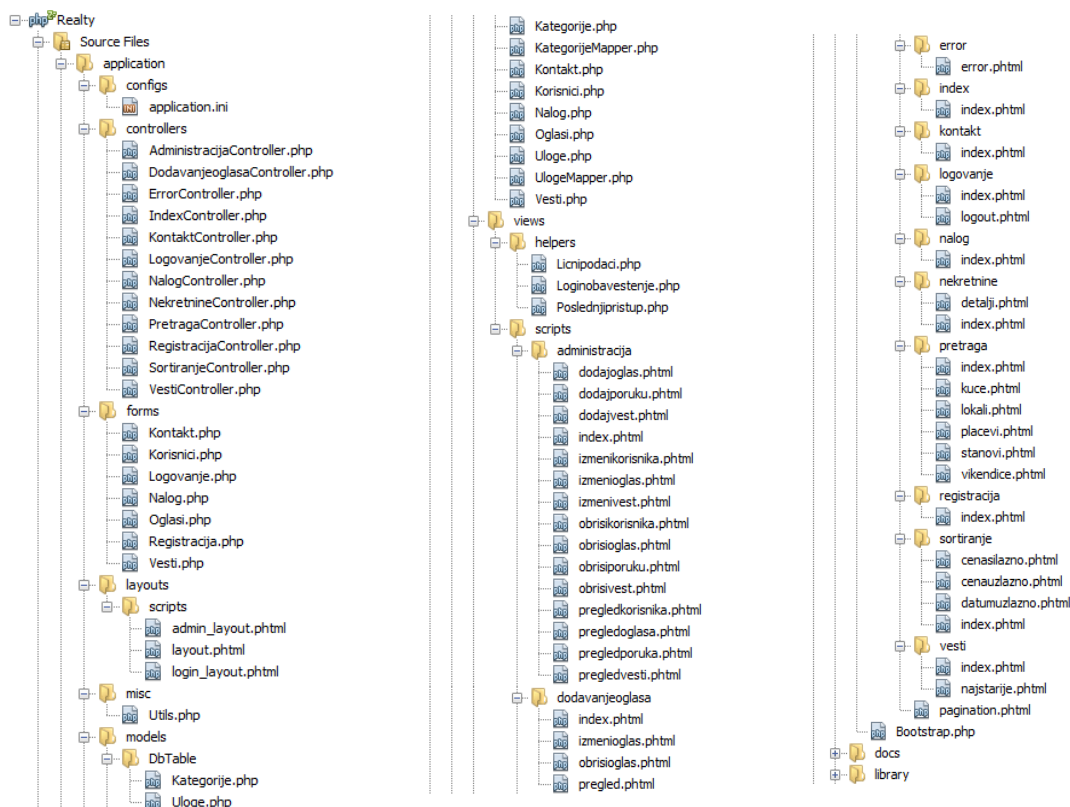 Realty
Source Files
application
configs
application.ini
controllers
AdministracijaController.php
DodavanjeoglasaController.php
ErrorController.php
IndexController.php
KontaktController.php
LogovanjeController.php
NalogController.php
NekretnineController.php
PretragaController.php
RegistracijaController.php
SortiranjeController.php
VestiController.php
forms
Kontakt.php
Korisnici.php
Logovanje.php
Nalog.php
Oglasi.php
Registracija.php
Vesti.php
layouts
scripts
admin_layout.phtml
layout.phtml
login_layout.phtml
misc
Utils.php
models
DbTable
Kategorije.php
Uloge.php
Kategorije.php
KategorijeMapper.php
Kontakt.php
Korisnici.php
Nalog.php
Oglasi.php
Uloge.php
UlogeMapper.php
Vesti.php
views
helpers
Licnipodaci.php
Loginobavestenje.php
Poslednjipristup.php
scripts
administracija
dodajoglas.phtml
dodajporuku.phtml
dodajvest.phtml
index.phtml
izmenikorisnika.phtml
izmenioglas.phtml
izmenivest.phtml
obrisikorisnika.phtml
obrisioglas.phtml
obrisiporuku.phtml
obrisivest.phtml
pregledkorisnika.phtml
pregledoglasa.phtml
pregledporuka.phtml
pregledvesti.phtml
dodavanjeoglasa
index.phtml
izmenioglas.phtml
obrisioglas.phtml
pregled.phtml
error
error.phtml
index
index.phtml
kontakt
index.phtml
logovanje
index.phtml
logout.phtml
nalog
index.phtml
nekretnine
detalji.phtml
index.phtml
pretraga
index.phtml
kuce.phtml
lokali.phtml
placevi.phtml
stanovi.phtml
vikendice.phtml
registracija
index.phtml
sortiranje
cenasilazno.phtml
cenauzlazno.phtml
datumuzlazno.phtml
index.phtml
vesti
index.phtml
najstarije.phtml
pagination.phtml
Bootstrap.php
docs
library